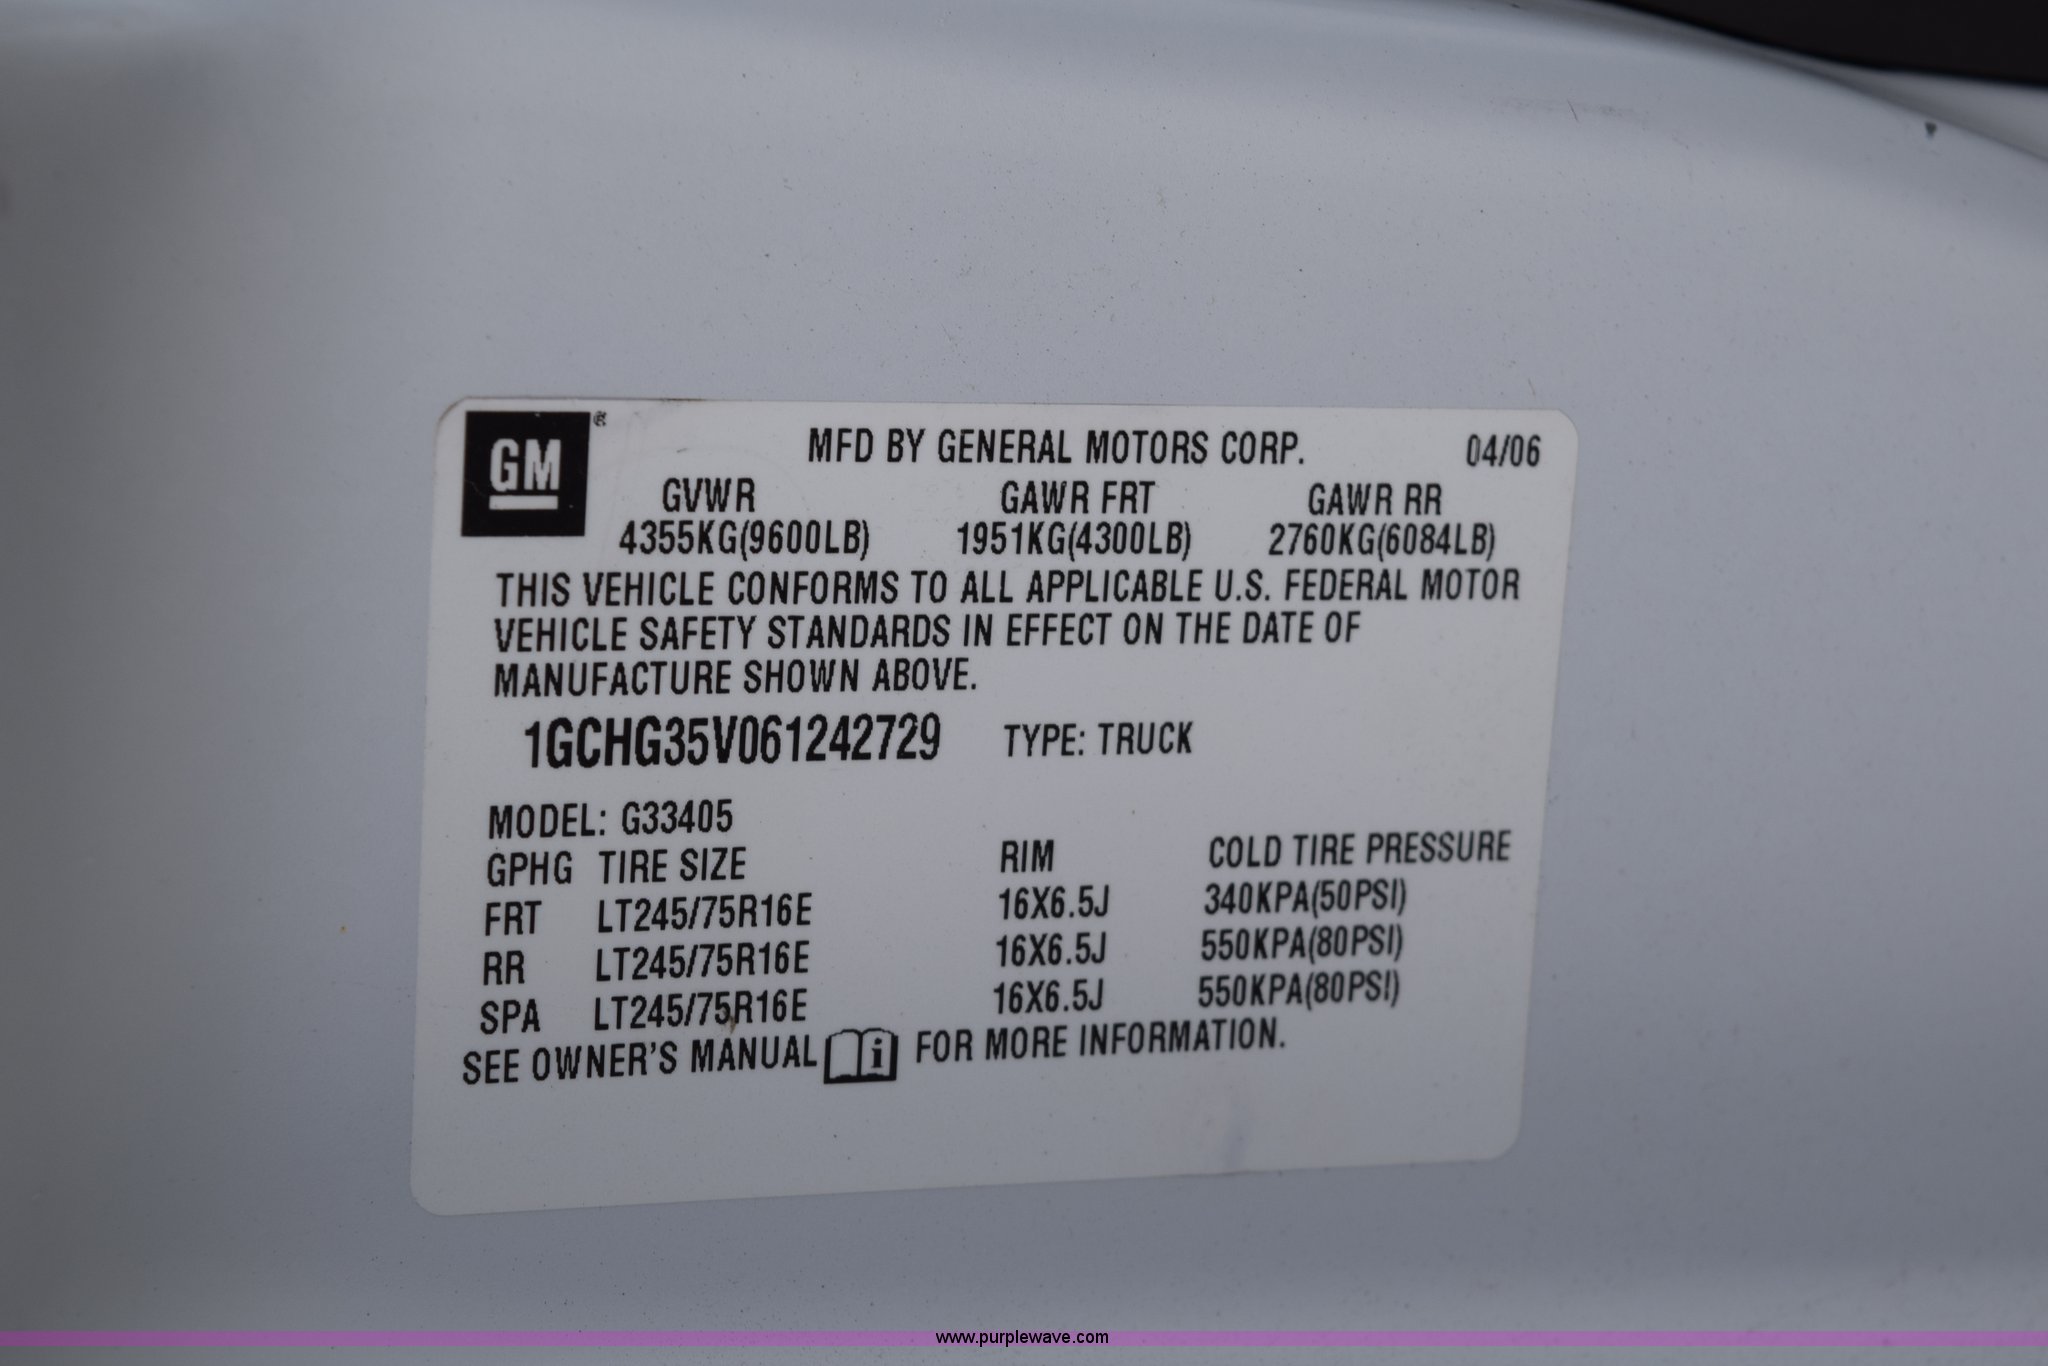 GM®
MFD BY GENERAL MOTORS CORP. 04/06
GVWR GAWR FRT GAWR RR
4355KG(9600LB) 1951KG(4300LB) 2760KG(6084LB)
THIS VEHICLE CONFORMS TO ALL APPLICABLE U.S. FEDERAL MOTOR
VEHICLE SAFETY STANDARDS IN EFFECT ON THE DATE OF
MANUFACTURE SHOWN ABOVE.
1GCHG35V061242729 TYPE: TRUCK
MODEL: G33405
GPHG TIRE SIZE RIM COLD TIRE PRESSURE
FRT LT245/75R16E 16X6.5J 340KPA(50PSI)
RR LT245/75R16E 16X6.5J 550KPA(80PSI)
SPA LT245/75R16E 16X6.5J 550KPA(80PSI)
SEE OWNER'S MANUAL i FOR MORE INFORMATION.
www.purplewave.com